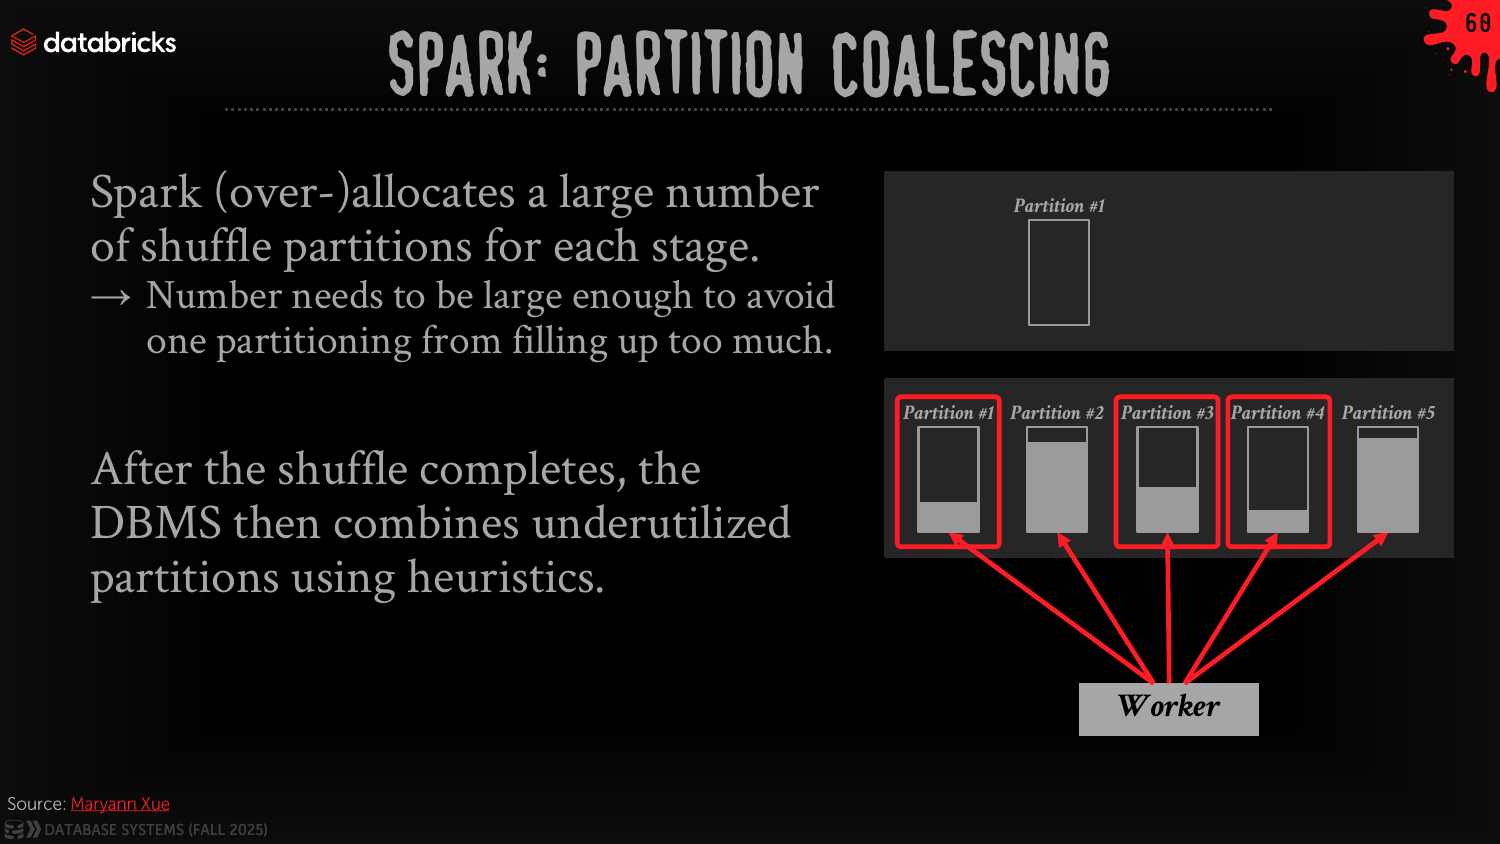 databricks
SPARK: PARTITION COALESCING
60
Spark (over-)allocates a large number
of shuffle partitions for each stage.
→ Number needs to be large enough to avoid
one partitioning from filling up too much.
After the shuffle completes, the
DBMS then combines underutilized
partitions using heuristics.
Partition #1
Partition #1 Partition #2 Partition #3 Partition #4 Partition #5
Worker
Source: Maryann Xue
DATABASE SYSTEMS (FALL 2025)